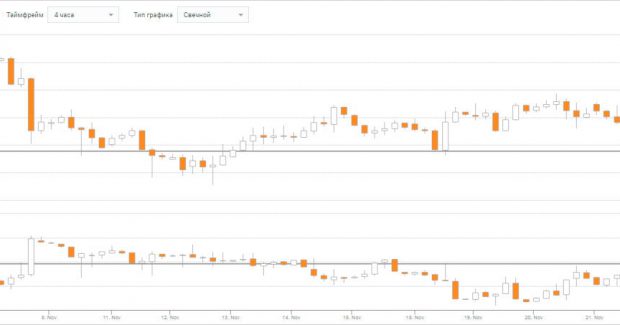 Таймфрейм 4 часа Тип графика Свечной
8. Nov 11. Nov 12. Nov 13. Nov 14. Nov 15. Nov 18. Nov 19. Nov 20. Nov 21. Nov